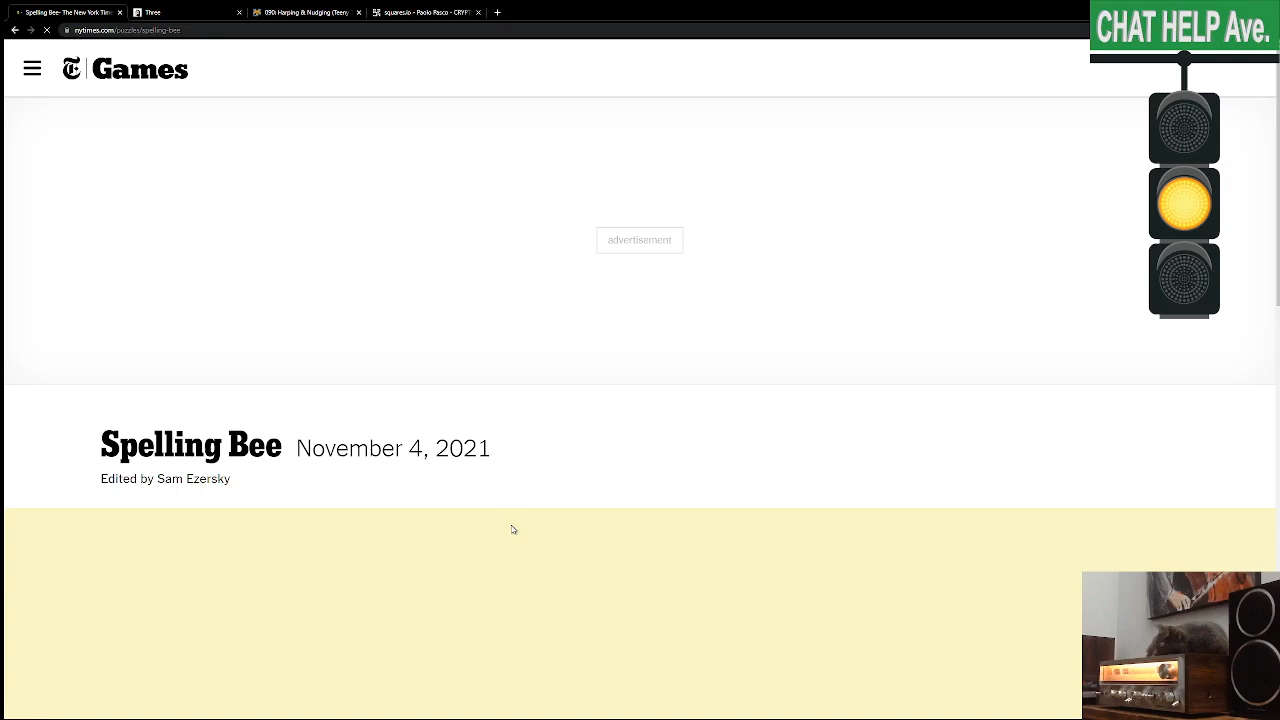 Spelling Bee- The New York Time
Three
090: Harping & Nudging (Teeny
squares.io - Paolo Pasco - CRYPT
nytimes.com/puzzles/spelling-bee
CHAT HELP Ave.
T Games
advertisement
Spelling Bee November 4, 2021
Edited by Sam Ezersky